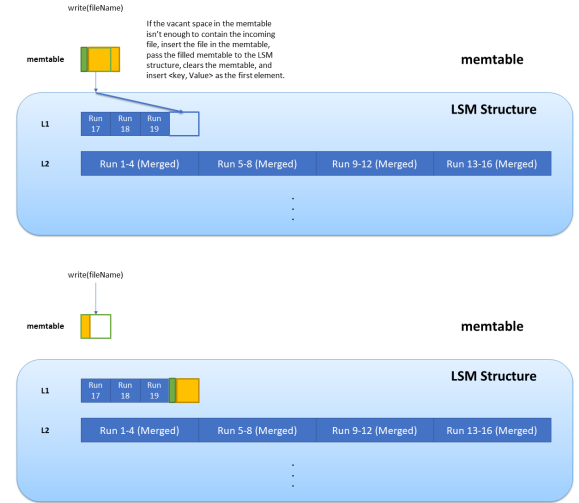 write(fileName)
If the vacant space in the memtable
isn't enough to contain the incoming
file, insert the file in the memtable,
pass the filled memtable to the LSM
structure, clears the memtable, and
insert <key, Value> as the first element.
memtable
memtable
LSM Structure
L1
Run 17
Run 18
Run 19
L2
Run 1-4 (Merged)
Run 5-8 (Merged)
Run 9-12 (Merged)
Run 13-16 (Merged)
.
.
.
write(fileName)
memtable
memtable
LSM Structure
L1
Run 17
Run 18
Run 19
L2
Run 1-4 (Merged)
Run 5-8 (Merged)
Run 9-12 (Merged)
Run 13-16 (Merged)
.
.
.